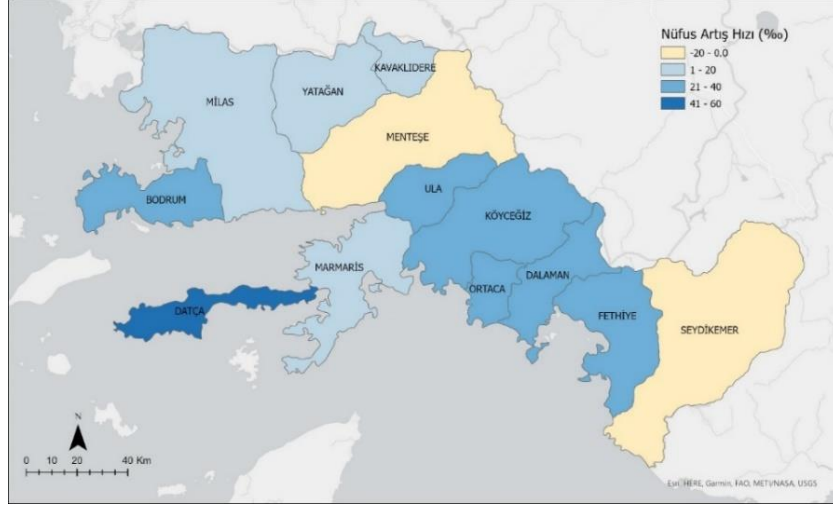 Nüfus Artış Hızı (‰)
-20 - 0.0
1 - 20
21 - 40
41 - 60
KAVAKLIDERE
YATAĞAN
MİLAS
MENTEŞE
ULA
BODRUM
KÖYCEĞİZ
MARMARİS
DALAMAN
ORTACA
DATÇA
FETHİYE
SEYDİKEMER
N
0 10 20 40 Km
Esri, HERE, Garmin, FAO, METI/NASA, USGS